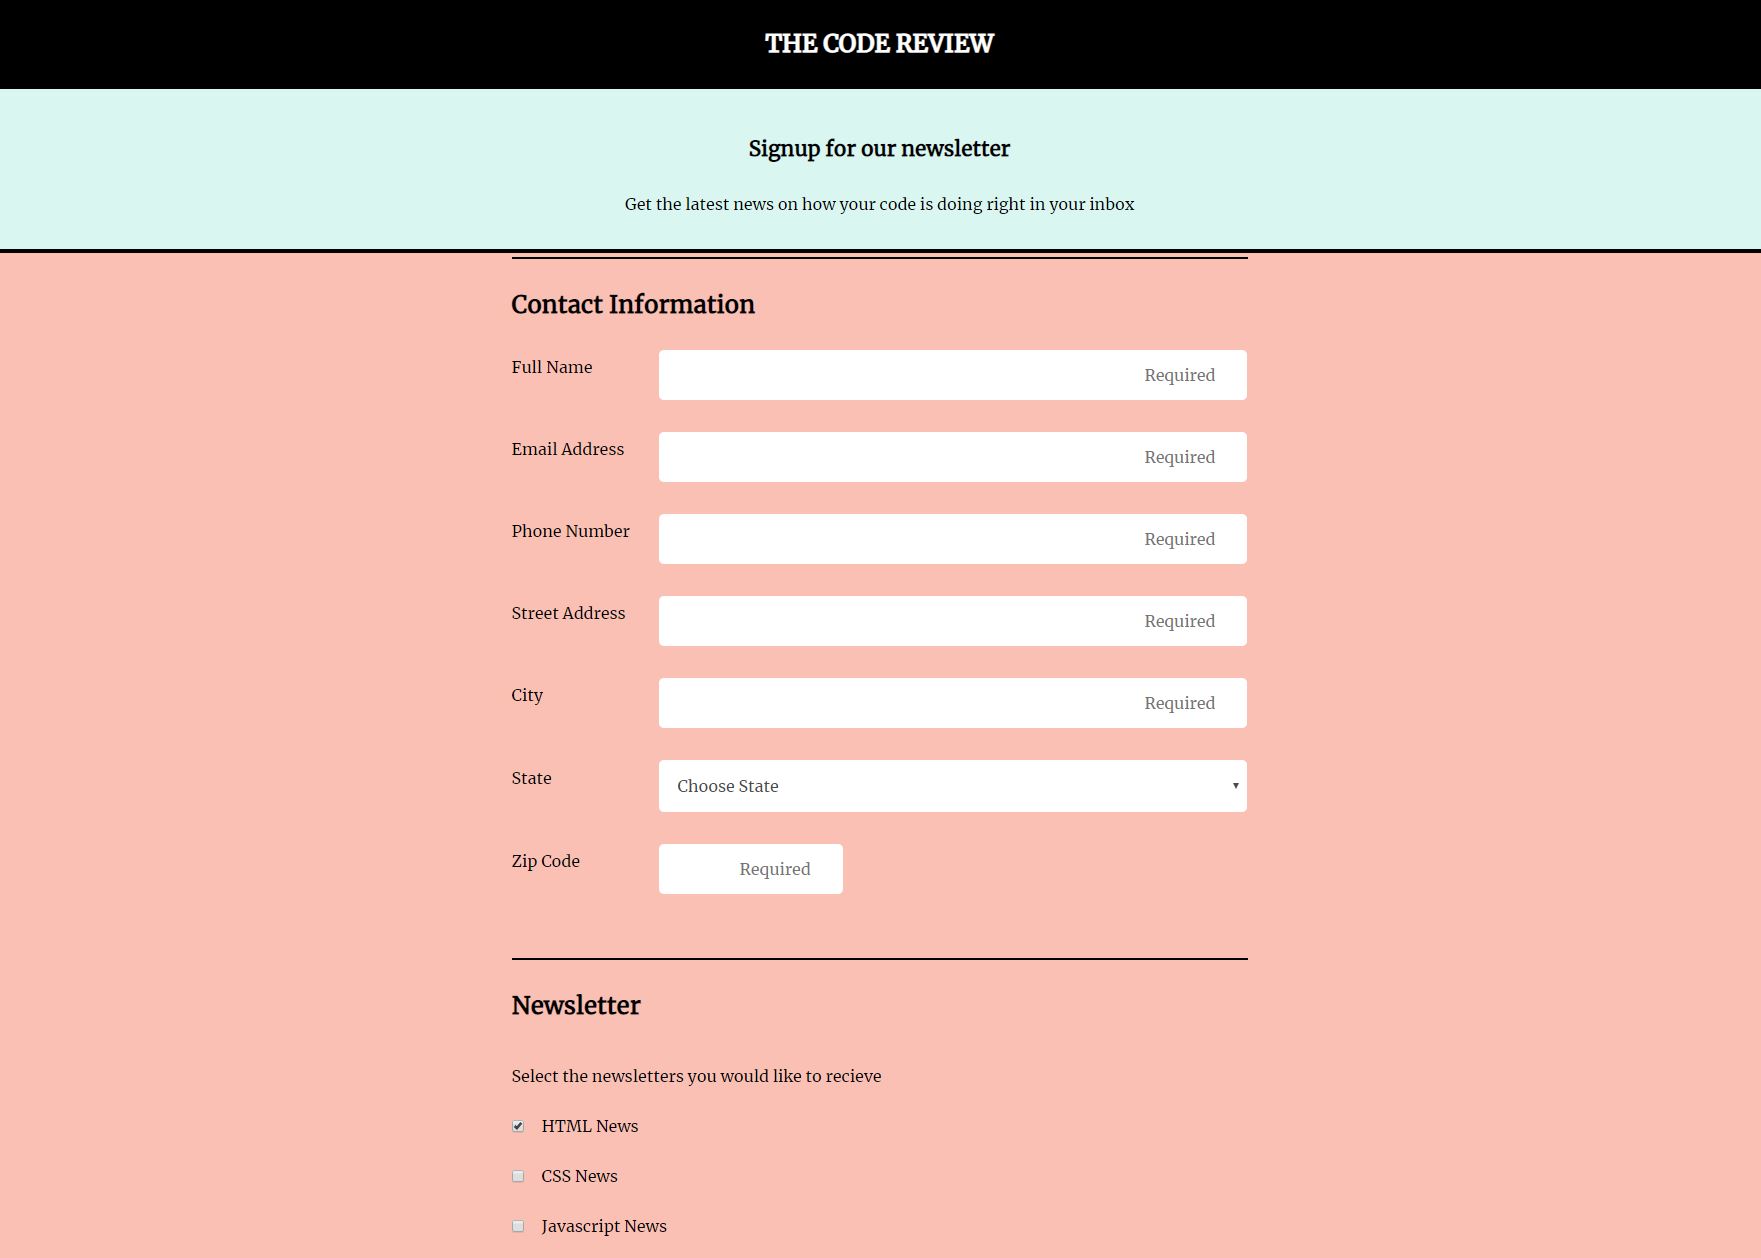 THE CODE REVIEW
Signup for our newsletter
Get the latest news on how your code is doing right in your inbox
Contact Information
Full Name Required
Email Address Required
Phone Number Required
Street Address Required
City Required
State Choose State
Zip Code Required
Newsletter
Select the newsletters you would like to recieve
HTML News
CSS News
Javascript News